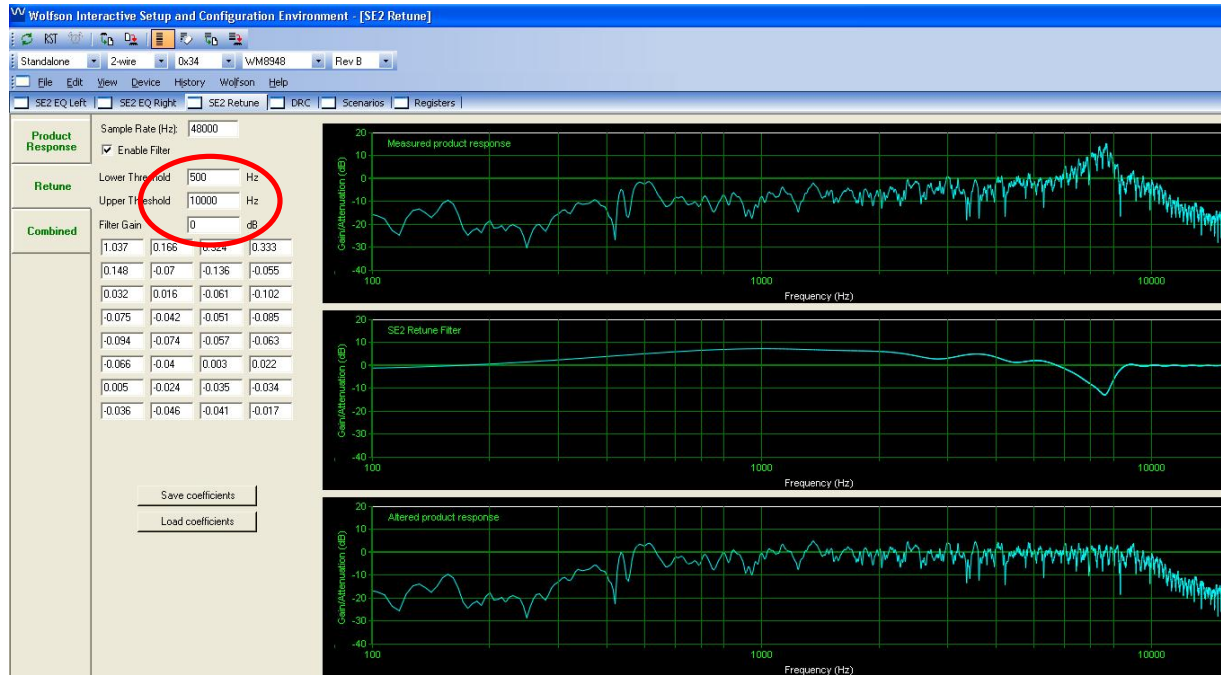 Wolfson Interactive Setup and Configuration Environment - [SE2 Retune]
RST
Standalone 2-wire 0x34 WM8948 Rev B
File Edit View Device History Wolfson Help
SE2 EQ Left SE2 EQ Right SE2 Retune DRC Scenarios Registers
Product
Response
Retune
Combined
Sample Rate (Hz): 48000
Enable Filter
Lower Threshold 500 Hz
Upper Threshold 10000 Hz
Filter Gain 0 dB
1.037 0.166 0.324 0.333
0.148 -0.07 -0.136 -0.055
0.032 0.016 -0.061 -0.102
-0.075 -0.042 -0.051 -0.085
-0.094 -0.074 -0.057 -0.063
-0.066 -0.04 0.003 0.022
0.005 -0.024 -0.035 -0.034
-0.036 -0.046 -0.041 -0.017
Save coefficients
Load coefficients
Measured product response
Gain/Attenuation (dB)
20
10
0
-10
-20
-30
-40
100 1000 10000
Frequency (Hz)
SE2 Retune Filter
Gain/Attenuation (dB)
20
10
0
-10
-20
-30
-40
100 1000 10000
Frequency (Hz)
Altered product response
Gain/Attenuation (dB)
20
10
0
-10
-20
-30
-40
100 1000 10000
Frequency (Hz)